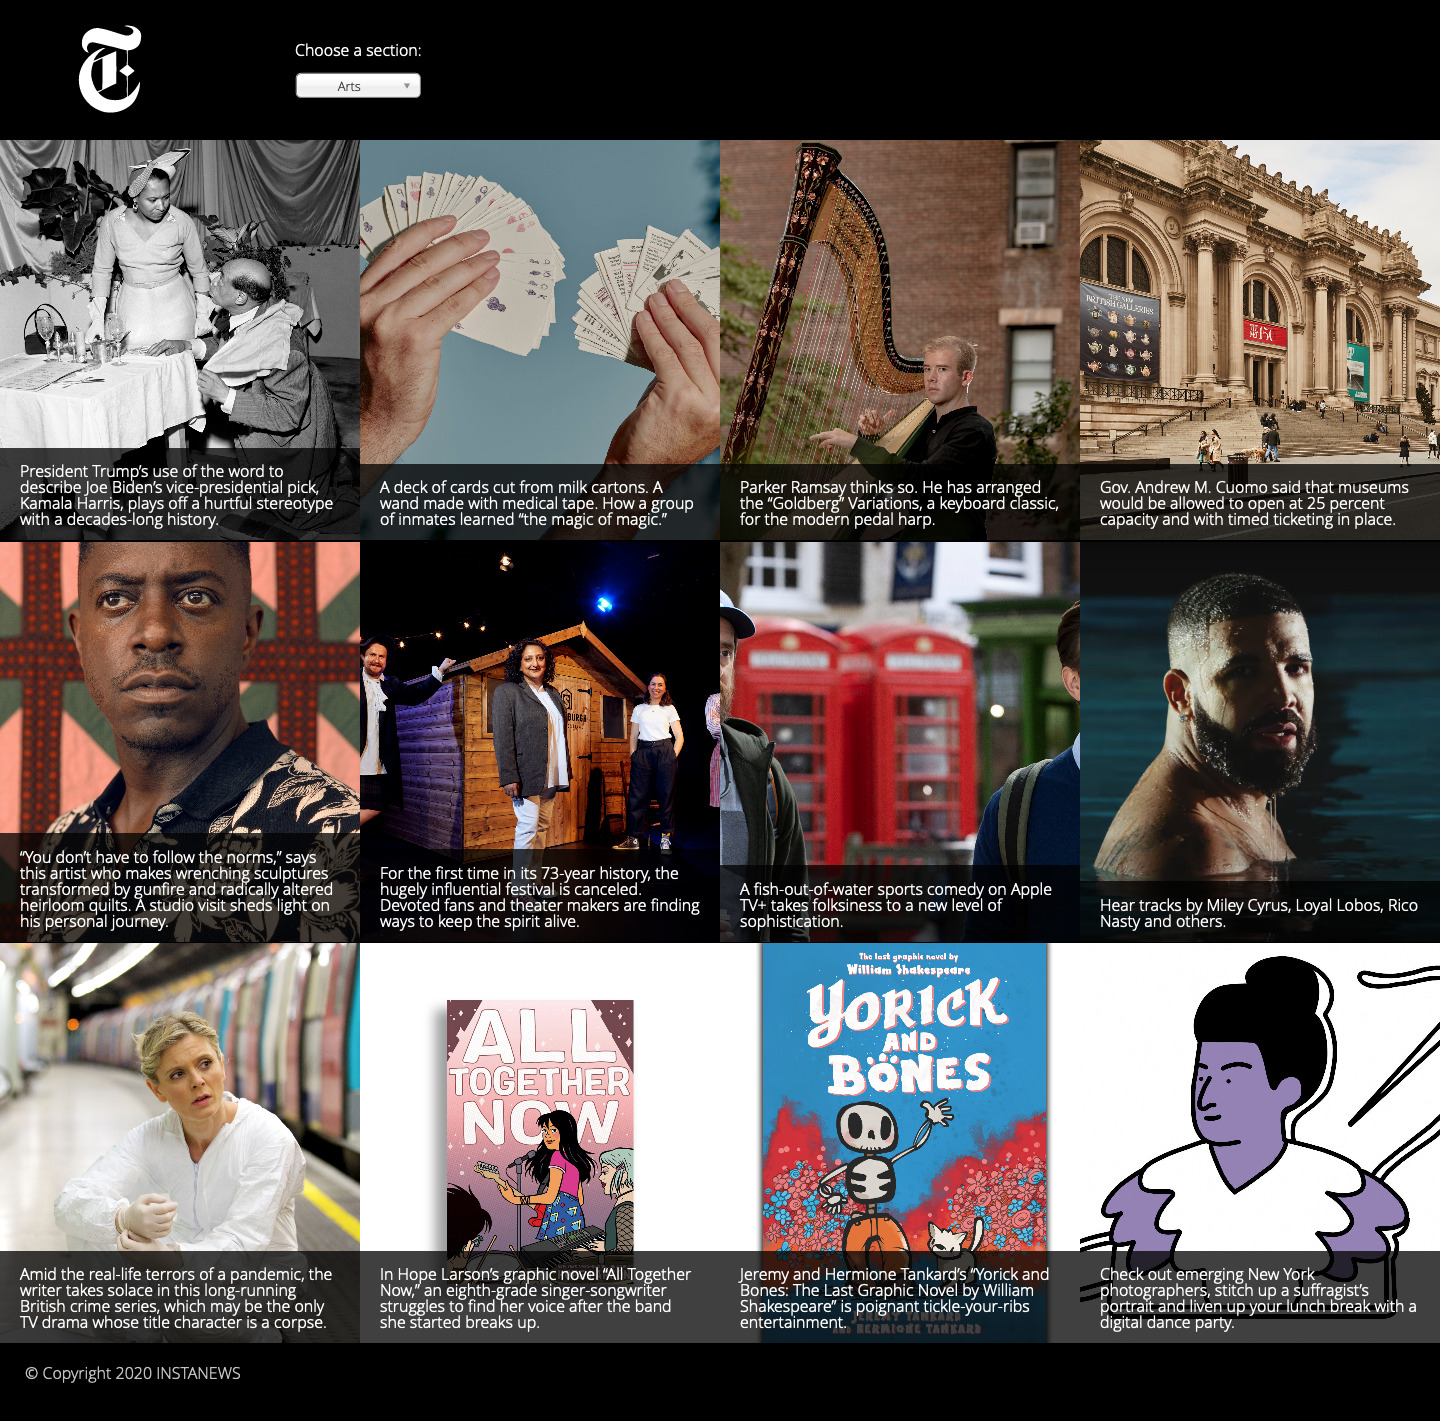 Choose a section:
Arts
THE NEW
BRITISH GALLERIES
150
President Trump’s use of the word to
describe Joe Biden’s vice-presidential pick,
Kamala Harris, plays off a hurtful stereotype
with a decades-long history.
A deck of cards cut from milk cartons. A
wand made with medical tape. How a group
of inmates learned “the magic of magic.”
Parker Ramsay thinks so. He has arranged
the “Goldberg” Variations, a keyboard classic,
for the modern pedal harp.
Gov. Andrew M. Cuomo said that museums
would be allowed to open at 25 percent
capacity and with timed ticketing in place.
“You don’t have to follow the norms,” says
this artist who makes wrenching sculptures
transformed by gunfire and radically altered
heirloom quilts. A studio visit sheds light on
his personal journey.
For the first time in its 73-year history, the
hugely influential festival is canceled.
Devoted fans and theater makers are finding
ways to keep the spirit alive.
A fish-out-of-water sports comedy on Apple
TV+ takes folksiness to a new level of
sophistication.
Hear tracks by Miley Cyrus, Loyal Lobos, Rico
Nasty and others.
Amid the real-life terrors of a pandemic, the
writer takes solace in this long-running
British crime series, which may be the only
TV drama whose title character is a corpse.
ALL
TOGETHER
NOW
In Hope Larson’s graphic novel “All Together
Now,” an eighth-grade singer-songwriter
struggles to find her voice after the band
she started breaks up.
The last graphic novel by
William Shakespeare
YORICK
AND
BONES
Jeremy and Hermione Tankard’s “Yorick and
Bones: The Last Graphic Novel by William
Shakespeare” is poignant tickle-your-ribs
entertainment.
JEREMY TANKARD
AND HERMIONE TANKARD
Check out emerging New York
photographers, stitch up a suffragist’s
portrait and liven up your lunch break with a
digital dance party.
© Copyright 2020 INSTANEWS